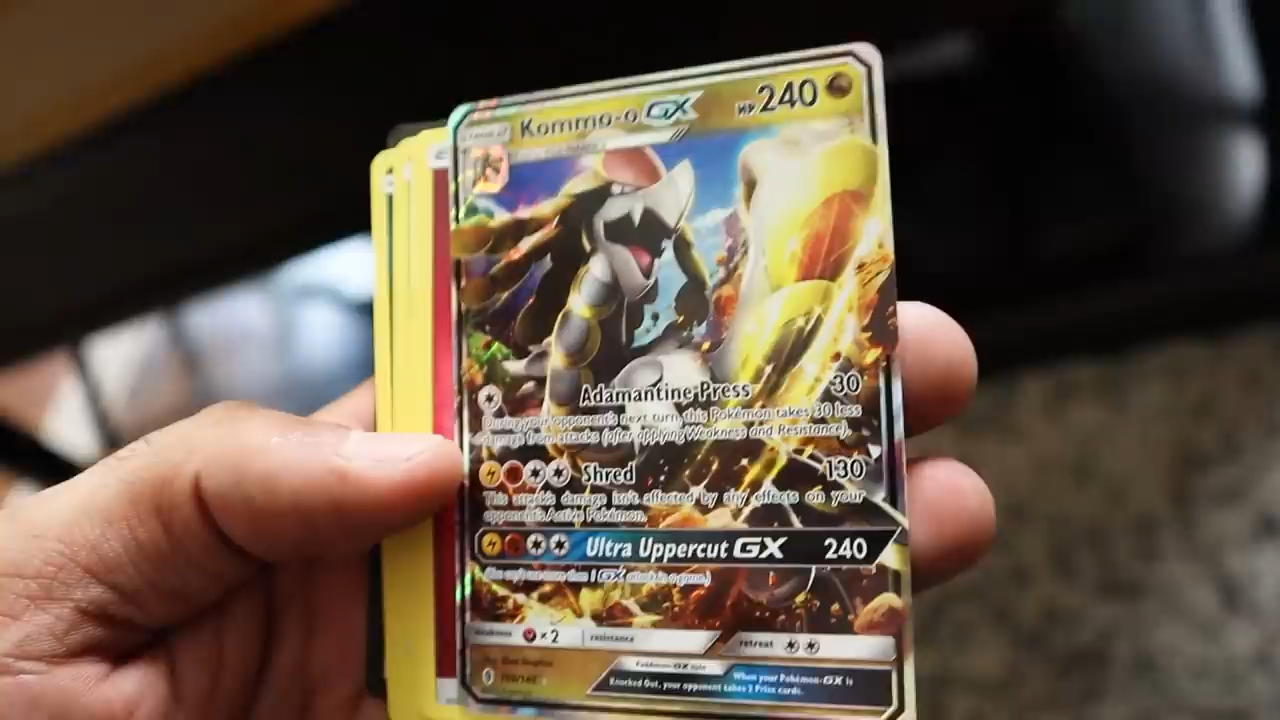 Kommo-o GX HP 240
Adamantine Press 30
During your opponent's next turn, this Pokémon takes 30 less
damage from attacks (after applying Weakness and Resistance).
Shred 130
This attack's damage isn't affected by any effects on your
opponent's Active Pokémon.
Ultra Uppercut GX 240
(You can't use more than 1 GX attack in a game.)
weakness ×2 resistance retreat
Pokémon-GX rule When your Pokémon-GX is
Knocked Out, your opponent takes 2 Prize cards.